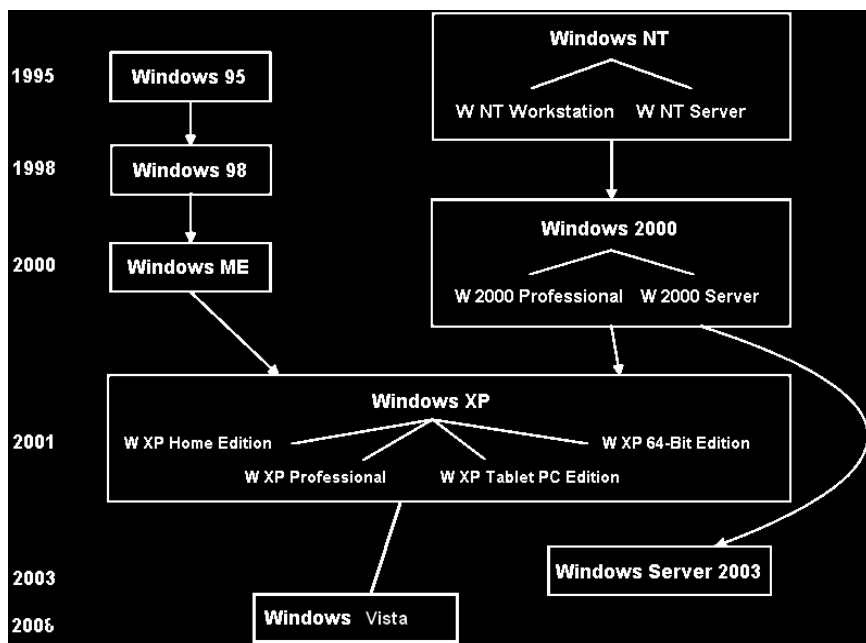 Windows NT
1995 Windows 95
W NT Workstation W NT Server
1998 Windows 98
Windows 2000
2000 Windows ME
W 2000 Professional W 2000 Server
Windows XP
2001 W XP Home Edition W XP 64-Bit Edition
W XP Professional W XP Tablet PC Edition
Windows Server 2003
2003
Windows Vista